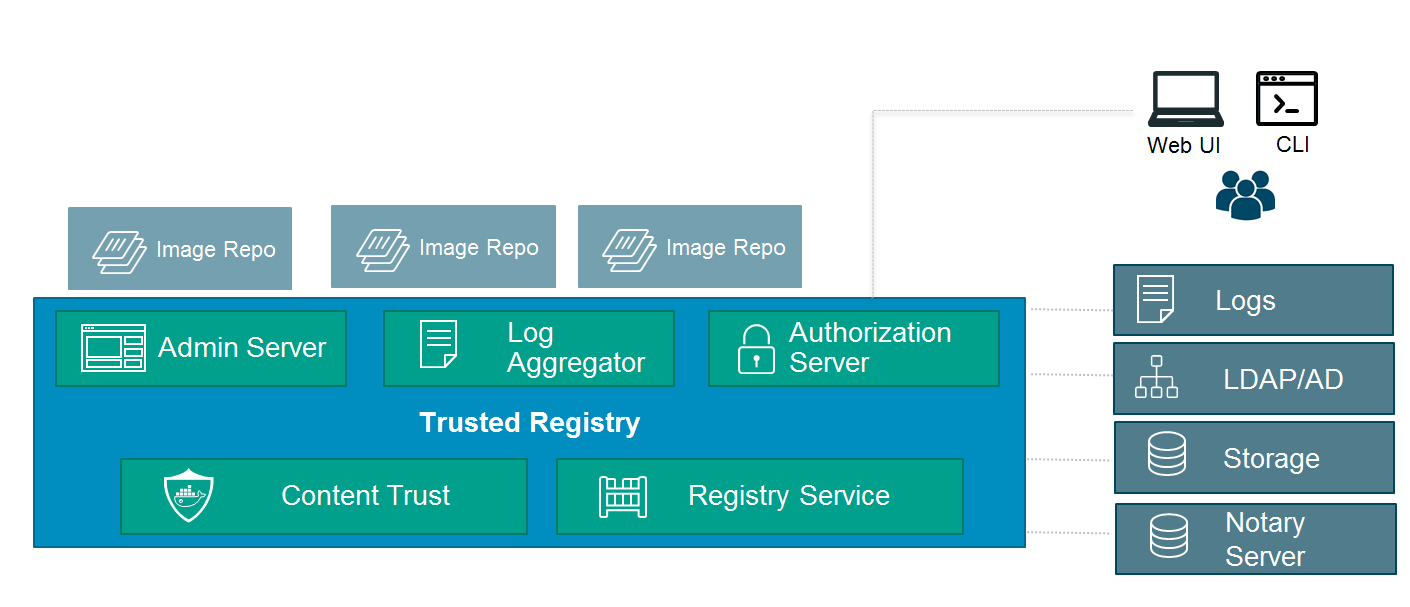 Web UI
CLI
Image Repo
Image Repo
Image Repo
Admin Server
Log
Aggregator
Authorization
Server
Trusted Registry
Content Trust
Registry Service
Logs
LDAP/AD
Storage
Notary
Server